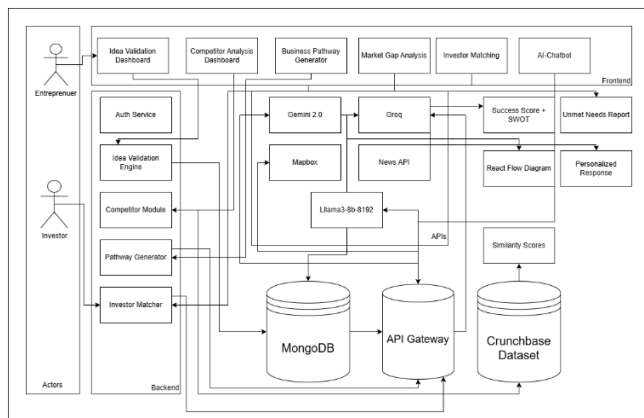 Idea Validation
Dashboard
Competitor Analysis
Dashboard
Business Pathway
Generator
Market Gap Analysis
Investor Matching
AI-Chatbot
Frontend
Entreprenuer
Auth Service
Gemini 2.0
Grsq
Success Score +
SWOT
Unmet Needs Report
Idea Validation
Engine
Mapbox
News API
React Flow Diagram
Personalized
Response
Competitor Module
Lllama3-8b-8192
Investor
APIs
Pathway Generator
Similarity Scores
Investor Matcher
MongoDB
API Gateway
Crunchbase
Dataset
Actors
Backend